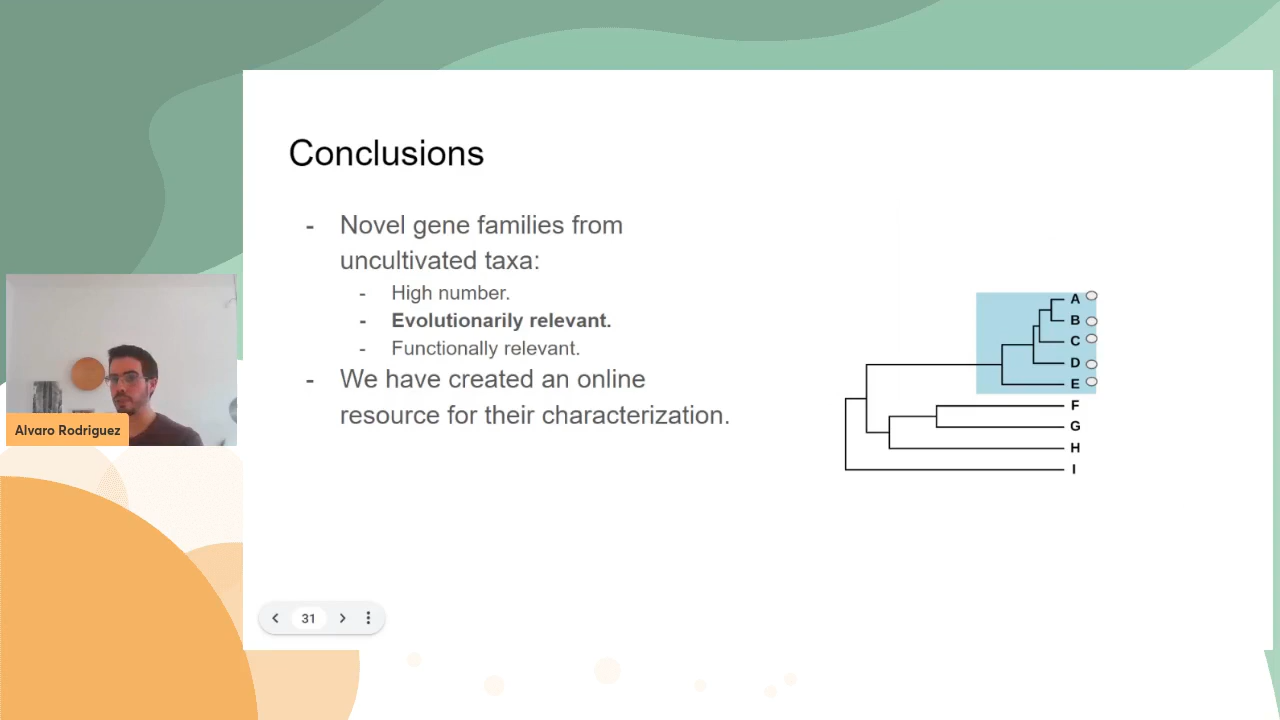 Conclusions
- Novel gene families from
uncultivated taxa:
- High number.
- Evolutionarily relevant.
- Functionally relevant.
- We have created an online
resource for their characterization.
A
B
C
D
E
F
G
H
I
Alvaro Rodriguez
31